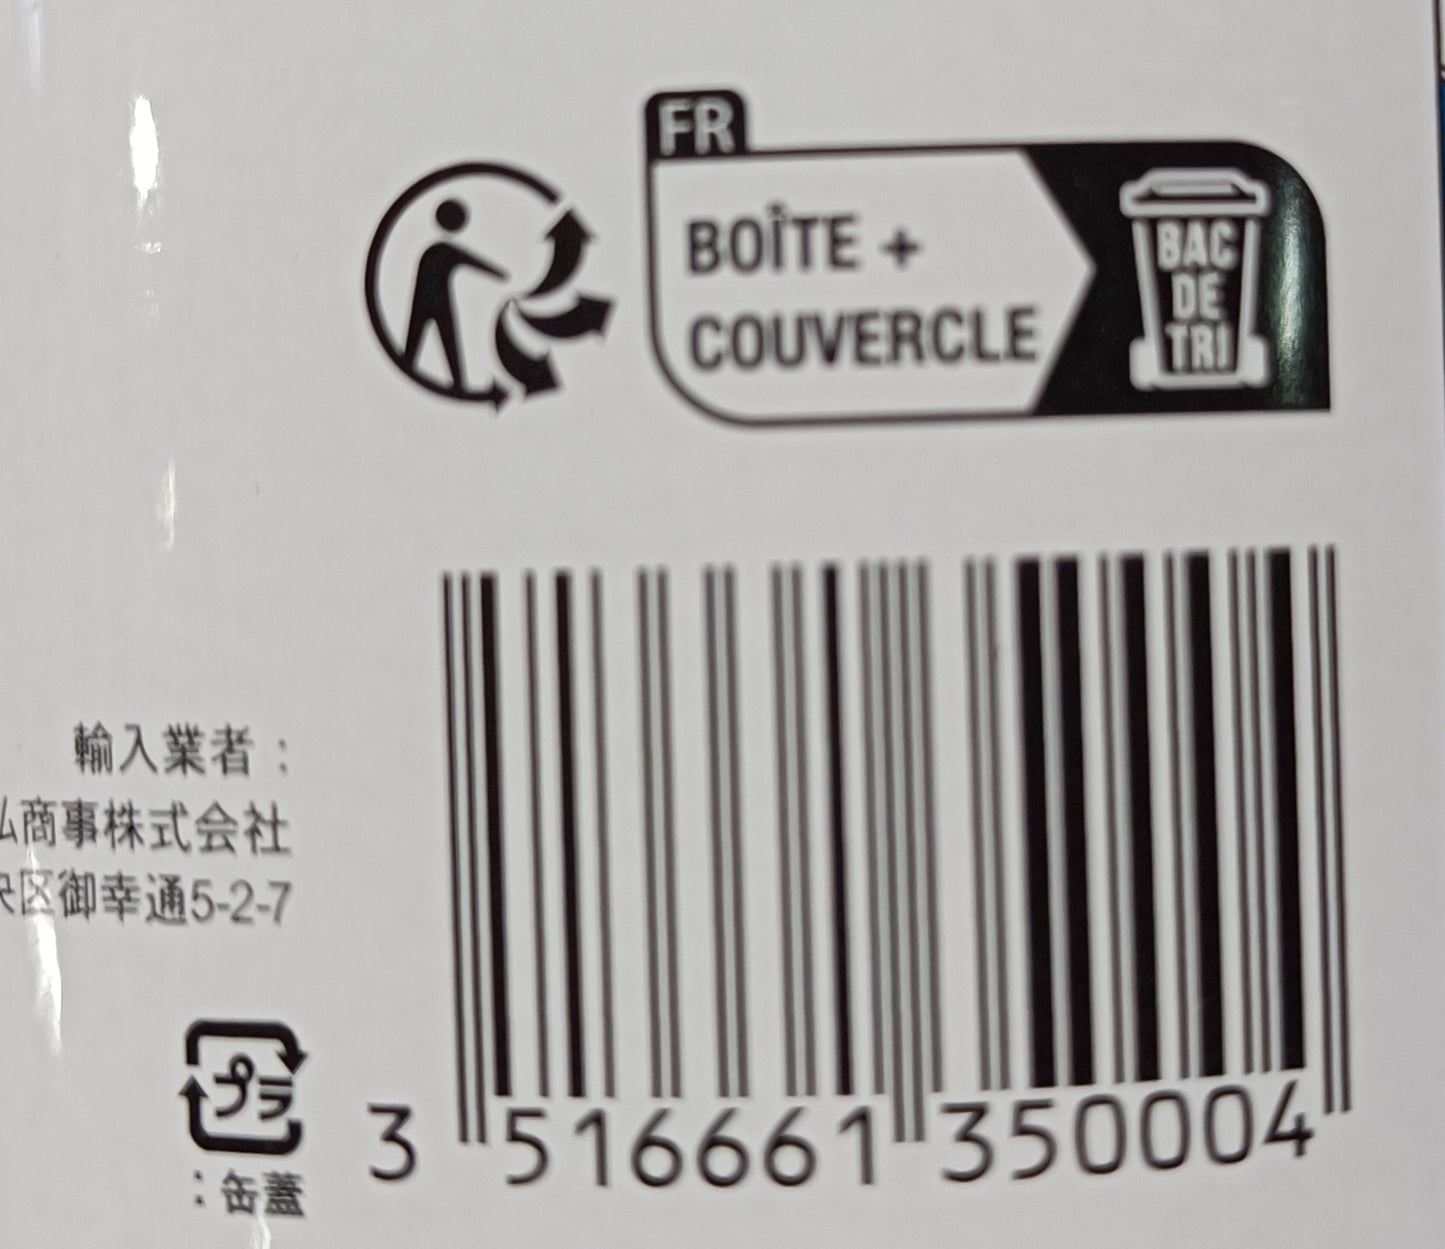 FR
BOÎTE +
COUVERCLE
BAC
DE
TRI
輸入業者：
商事株式会社
区御幸通5-2-7
プラ
：缶蓋
3 516661 350004